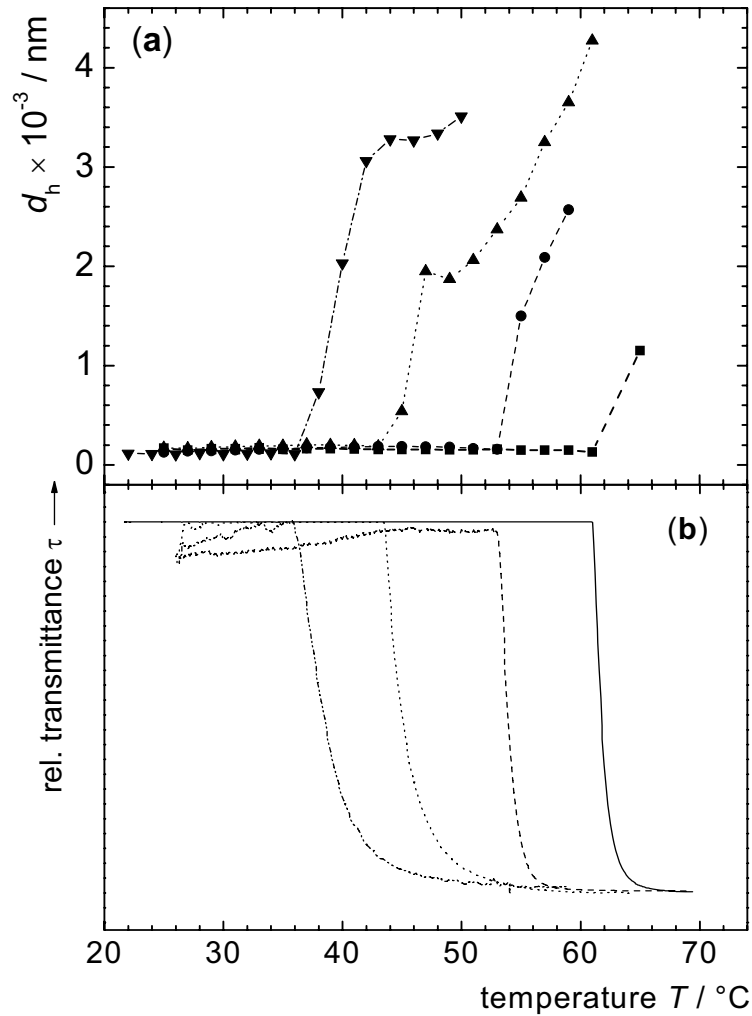 (a)
d_h × 10⁻³ / nm
4
3
2
1
0
(b)
rel. transmittance τ
20 30 40 50 60 70
temperature T / °C